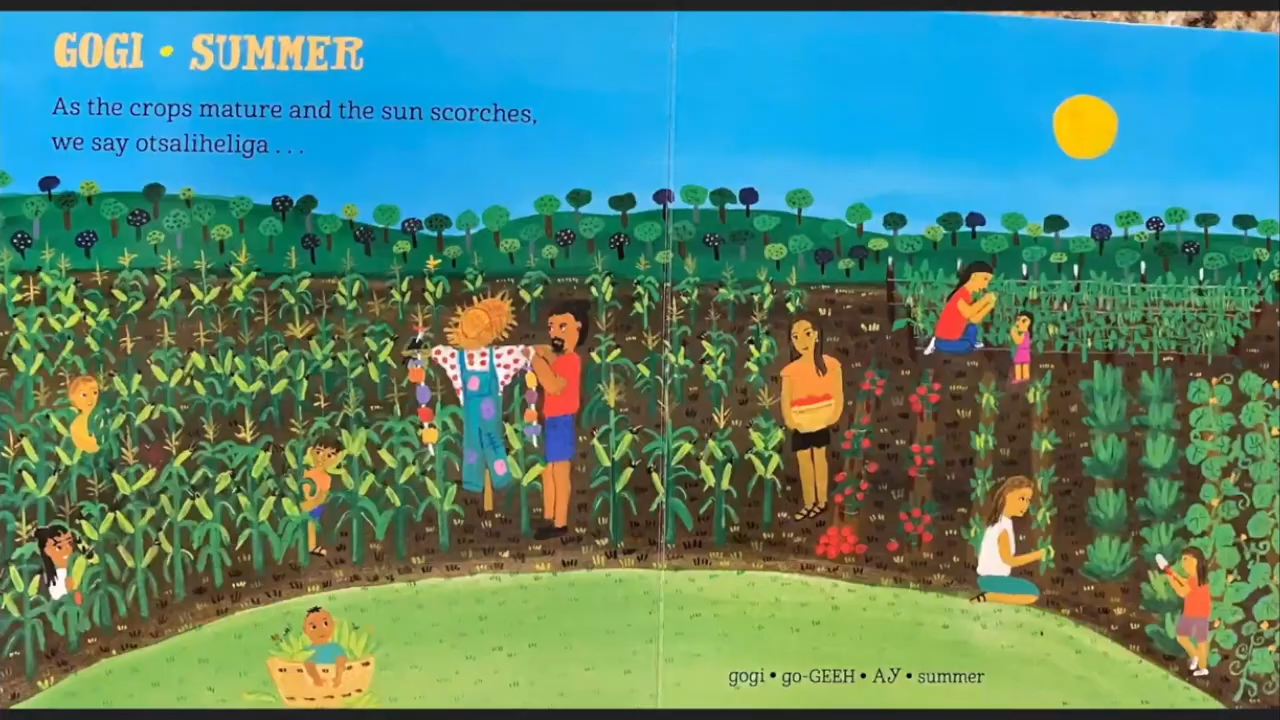 GOGI • SUMMER
As the crops mature and the sun scorches,
we say otsaliheliga . . .
gogi • go-GEEH • ᎪᎩ • summer